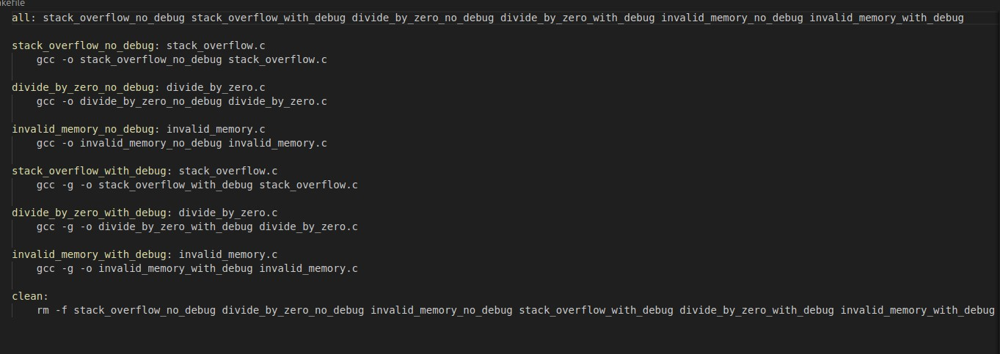 akefile
all: stack_overflow_no_debug stack_overflow_with_debug divide_by_zero_no_debug divide_by_zero_with_debug invalid_memory_no_debug invalid_memory_with_debug
stack_overflow_no_debug: stack_overflow.c
gcc -o stack_overflow_no_debug stack_overflow.c
divide_by_zero_no_debug: divide_by_zero.c
gcc -o divide_by_zero_no_debug divide_by_zero.c
invalid_memory_no_debug: invalid_memory.c
gcc -o invalid_memory_no_debug invalid_memory.c
stack_overflow_with_debug: stack_overflow.c
gcc -g -o stack_overflow_with_debug stack_overflow.c
divide_by_zero_with_debug: divide_by_zero.c
gcc -g -o divide_by_zero_with_debug divide_by_zero.c
invalid_memory_with_debug: invalid_memory.c
gcc -g -o invalid_memory_with_debug invalid_memory.c
clean:
rm -f stack_overflow_no_debug divide_by_zero_no_debug invalid_memory_no_debug stack_overflow_with_debug divide_by_zero_with_debug invalid_memory_with_debug